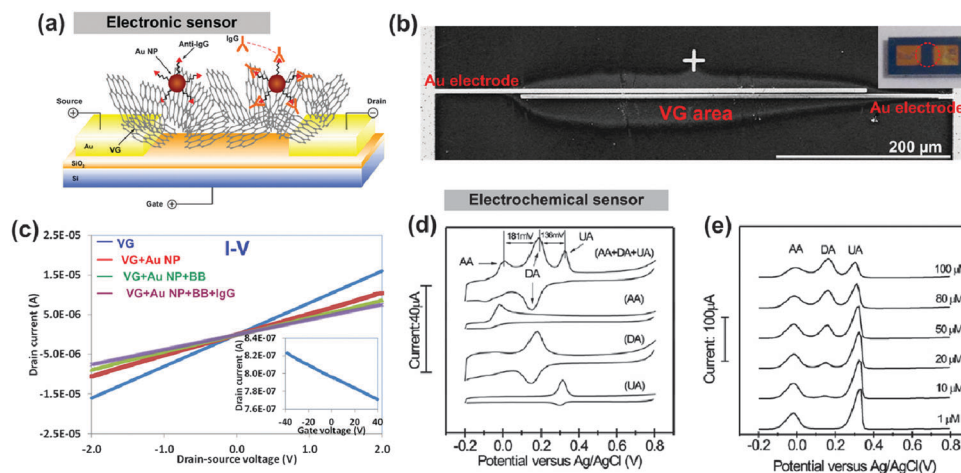 (a)
Electronic sensor
Au NP
Anti-IgG
IgG
Source
Drain
Au
VG
SiO₂
Si
Gate
(b)
Au electrode
Au electrode
VG area
200 µm
(c)
I-V
VG
VG+Au NP
VG+Au NP+BB
VG+Au NP+BB+IgG
Drain current (A)
2.5E-05
1.5E-05
5.0E-06
-5.0E-06
-1.5E-05
-2.5E-05
-2.0
-1.0
0.0
1.0
2.0
Drain-source voltage (V)
Drain current (A)
8.4E-07
8.2E-07
8.0E-07
7.8E-07
7.6E-07
-40
-20
0
20
40
Gate voltage (V)
Electrochemical sensor
(d)
181mV
136mV
AA
DA
UA
(AA+DA+UA)
(AA)
(DA)
(UA)
Current:40µA
-0.2
0.0
0.2
0.4
0.6
0.8
Potential versus Ag/AgCl (V)
(e)
AA
DA
UA
100 µM
80 µM
50 µM
20 µM
10 µM
1 µM
Current: 100µA
-0.2
0.0
0.2
0.4
0.6
0.8
Potential versus Ag/AgCl(V)